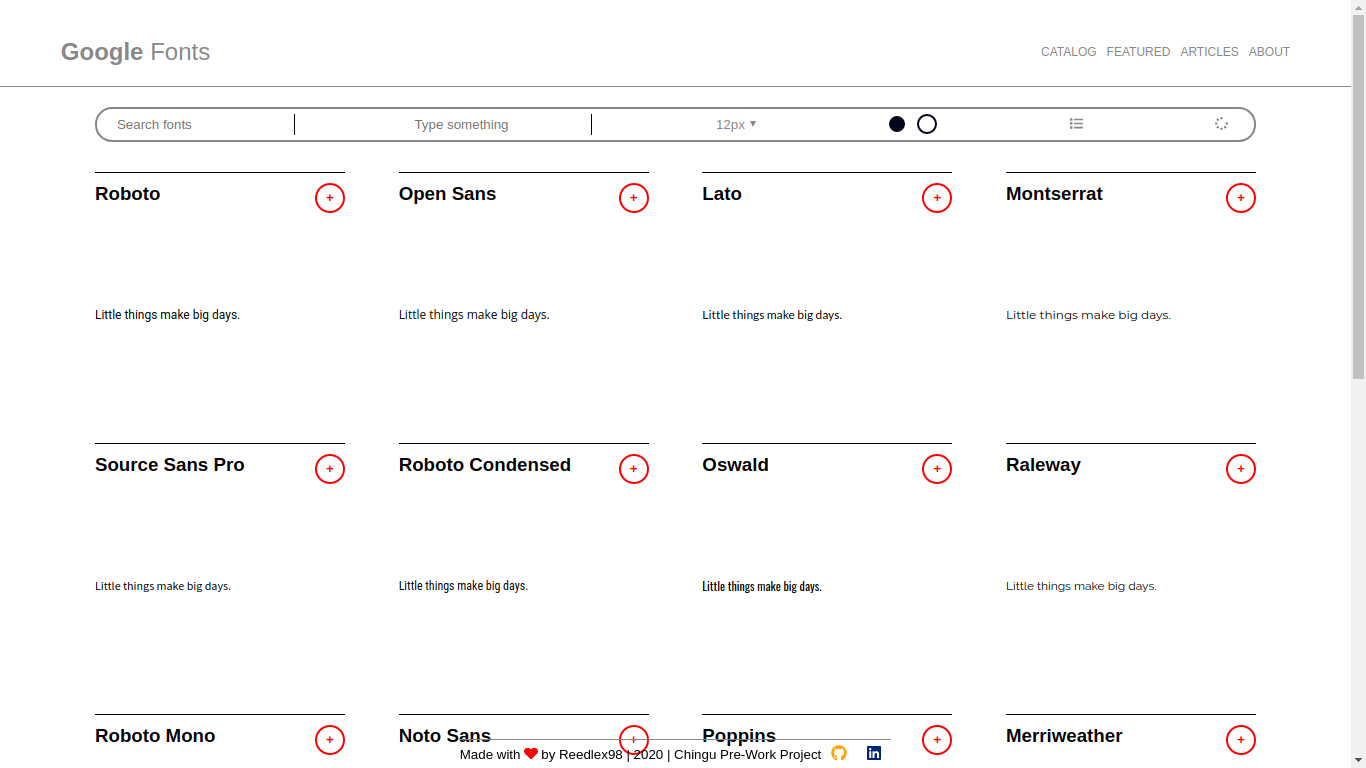 Google Fonts
CATALOG FEATURED ARTICLES ABOUT
Search fonts Type something 12px ▾
Roboto + Open Sans + Lato + Montserrat +
Little things make big days. Little things make big days. Little things make big days. Little things make big days.
Source Sans Pro + Roboto Condensed + Oswald + Raleway +
Little things make big days. Little things make big days. Little things make big days. Little things make big days.
Roboto Mono + Noto Sans + Poppins + Merriweather +
Made with ❤ by Reedlex98 | 2020 | Chingu Pre-Work Project in